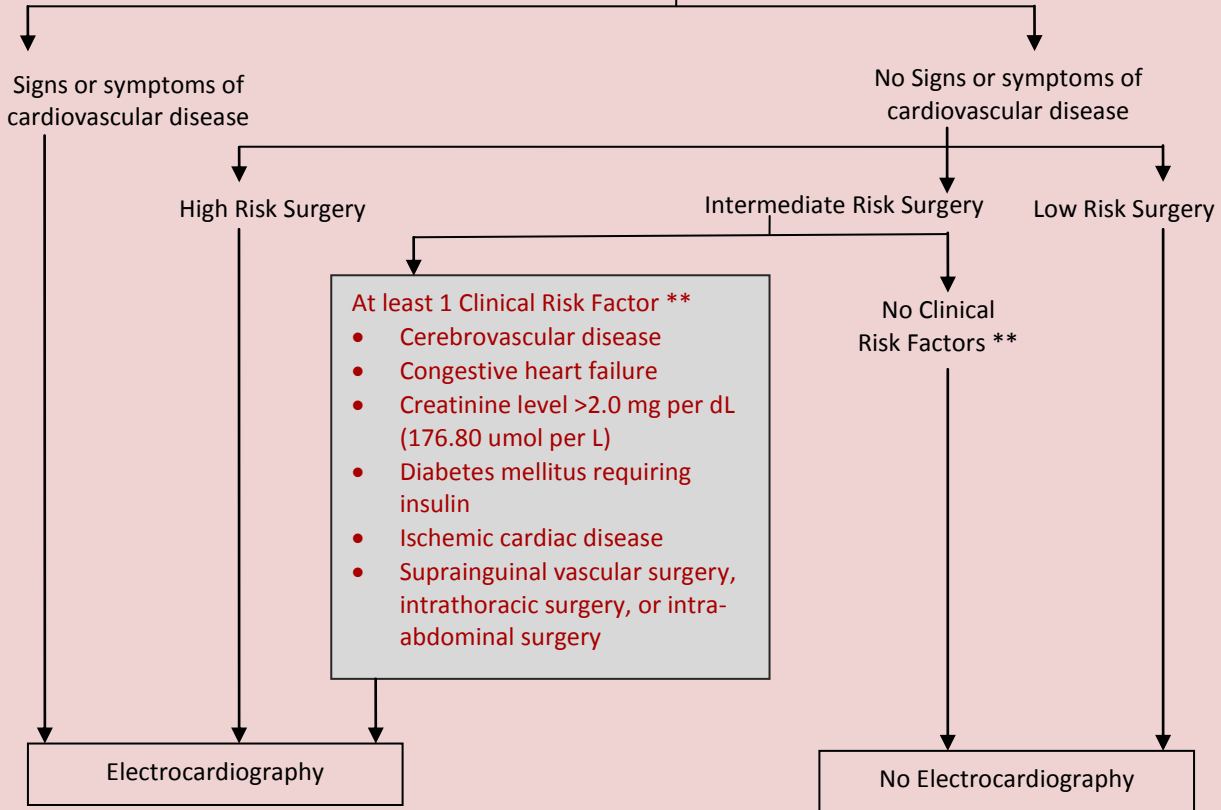 Signs or symptoms of
cardiovascular disease
No Signs or symptoms of
cardiovascular disease
High Risk Surgery
Intermediate Risk Surgery
Low Risk Surgery
At least 1 Clinical Risk Factor **
• Cerebrovascular disease
• Congestive heart failure
• Creatinine level >2.0 mg per dL
(176.80 umol per L)
• Diabetes mellitus requiring
insulin
• Ischemic cardiac disease
• Suprainguinal vascular surgery,
intrathoracic surgery, or intra-
abdominal surgery
No Clinical
Risk Factors **
Electrocardiography
No Electrocardiography